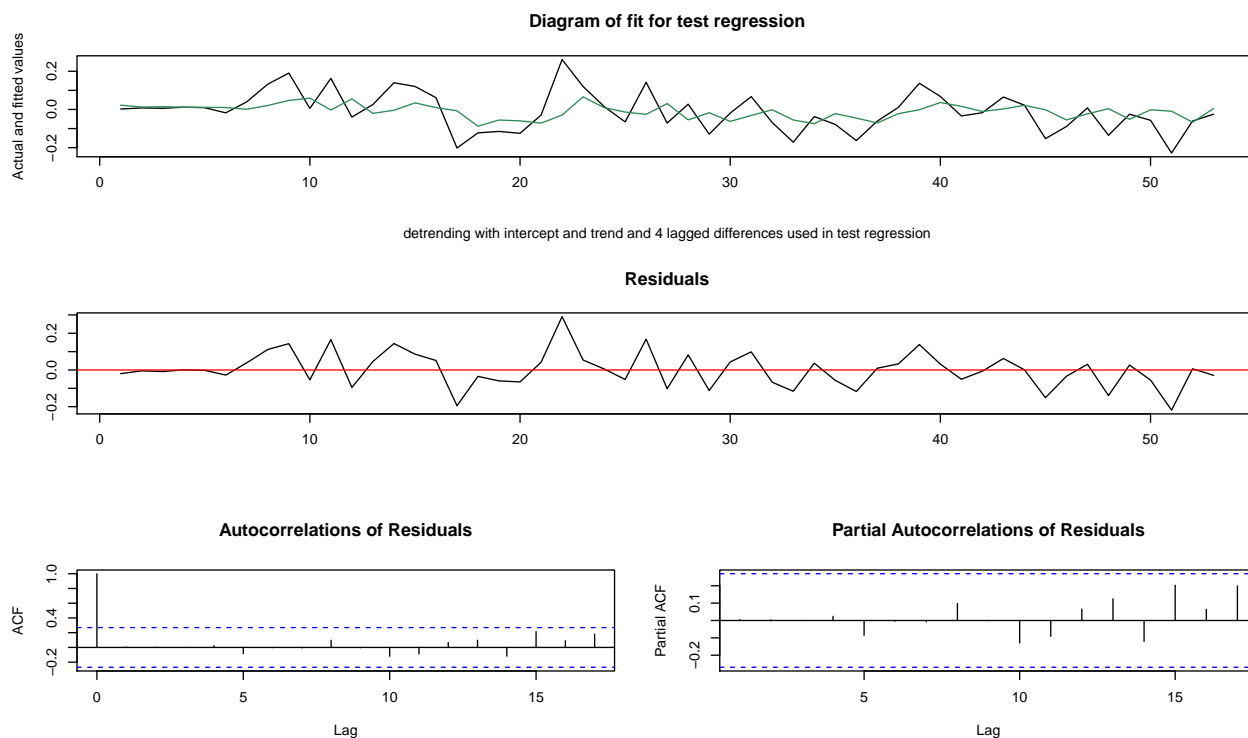 Diagram of fit for test regression
Actual and fitted values
0.2
0.0
−0.2
0 10 20 30 40 50
detrending with intercept and trend and 4 lagged differences used in test regression
Residuals
0.2
0.0
−0.2
0 10 20 30 40 50
Autocorrelations of Residuals
ACF
1.0
0.4
−0.2
0 5 10 15
Lag
Partial Autocorrelations of Residuals
Partial ACF
0.1
−0.2
5 10 15
Lag